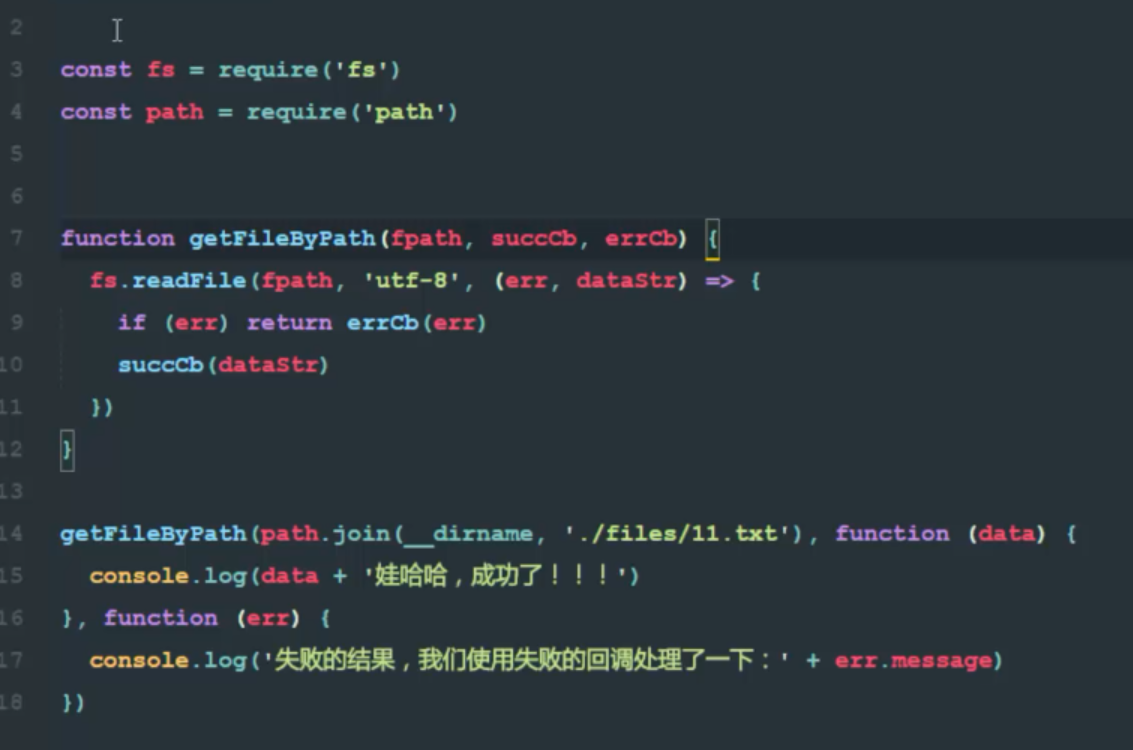 2
3 const fs = require('fs')
4 const path = require('path')
5
6
7 function getFileByPath(fpath, succCb, errCb) {
8   fs.readFile(fpath, 'utf-8', (err, dataStr) => {
9     if (err) return errCb(err)
10     succCb(dataStr)
11   })
12 }
13
14 getFileByPath(path.join(__dirname, './files/11.txt'), function (data) {
15   console.log(data + '娃哈哈，成功了！！！')
16 }, function (err) {
17   console.log('失败的结果，我们使用失败的回调处理了一下：' + err.message)
18 })